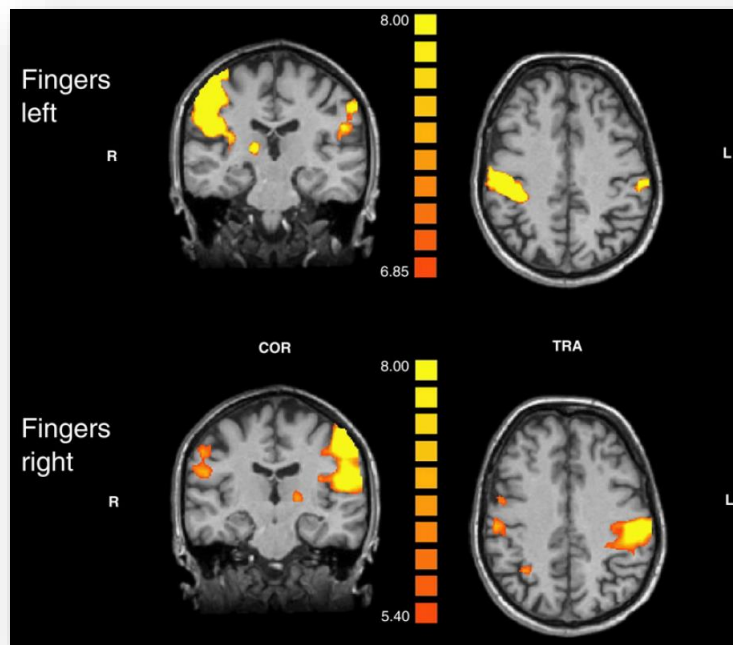 8.00
Fingers
left
R
L
6.85
COR
TRA
8.00
Fingers
right
R
L
5.40